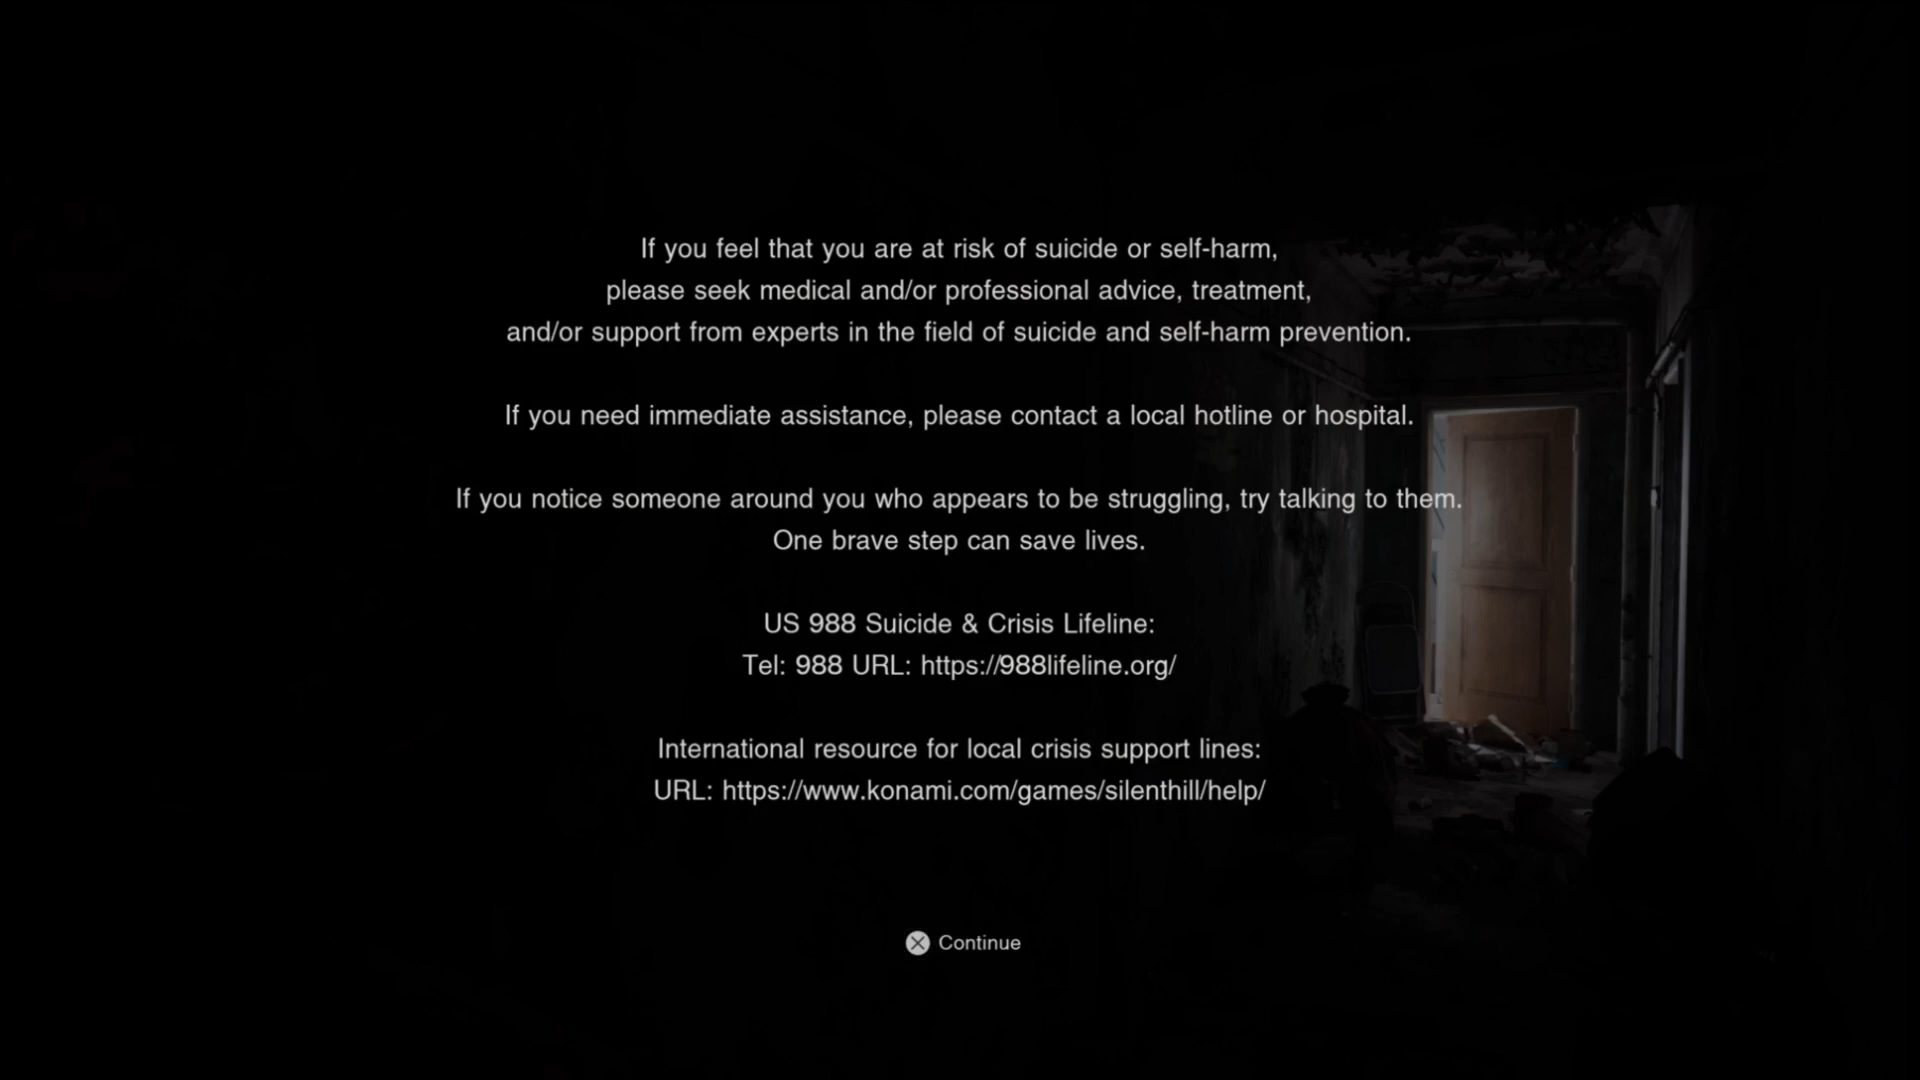 If you feel that you are at risk of suicide or self-harm,
please seek medical and/or professional advice, treatment,
and/or support from experts in the field of suicide and self-harm prevention.
If you need immediate assistance, please contact a local hotline or hospital.
If you notice someone around you who appears to be struggling, try talking to them.
One brave step can save lives.
US 988 Suicide & Crisis Lifeline:
Tel: 988 URL: https://988lifeline.org/
International resource for local crisis support lines:
URL: https://www.konami.com/games/silenthill/help/
Continue